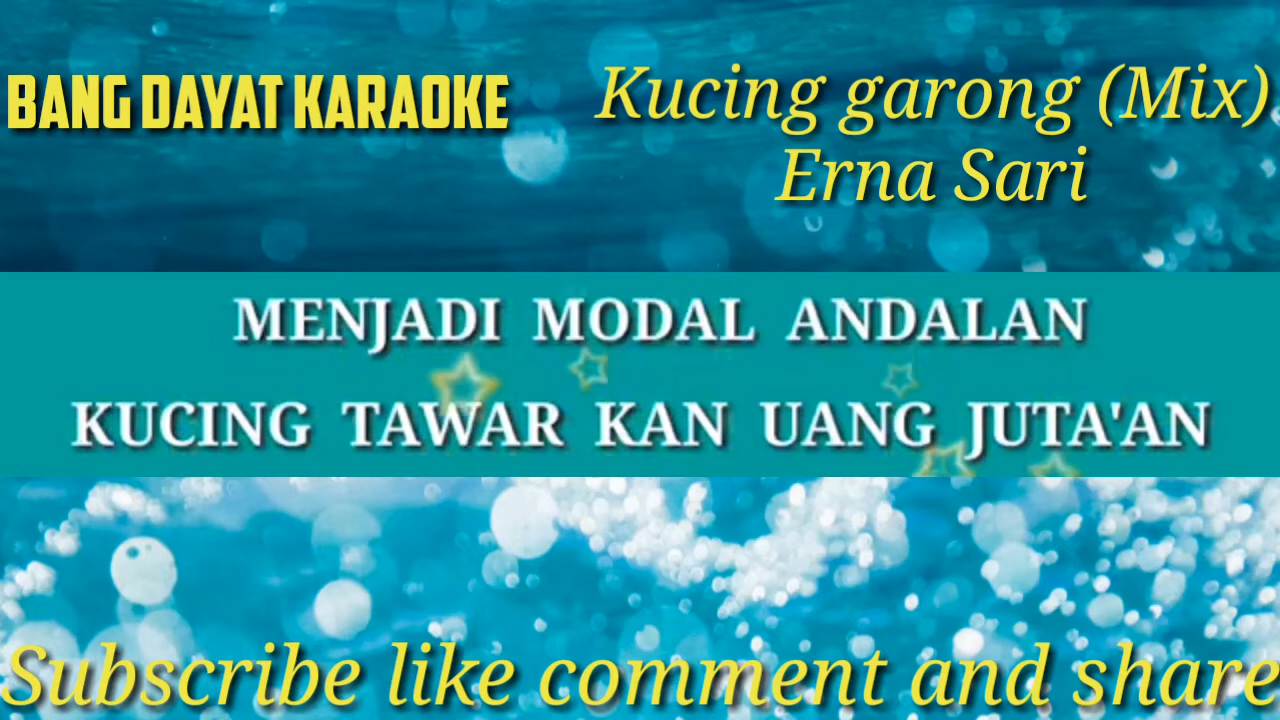 BANG DAYAT KARAOKE
Kucing garong (Mix)
Erna Sari
MENJADI MODAL ANDALAN
KUCING TAWAR KAN UANG JUTA'AN
Subscribe like comment and share